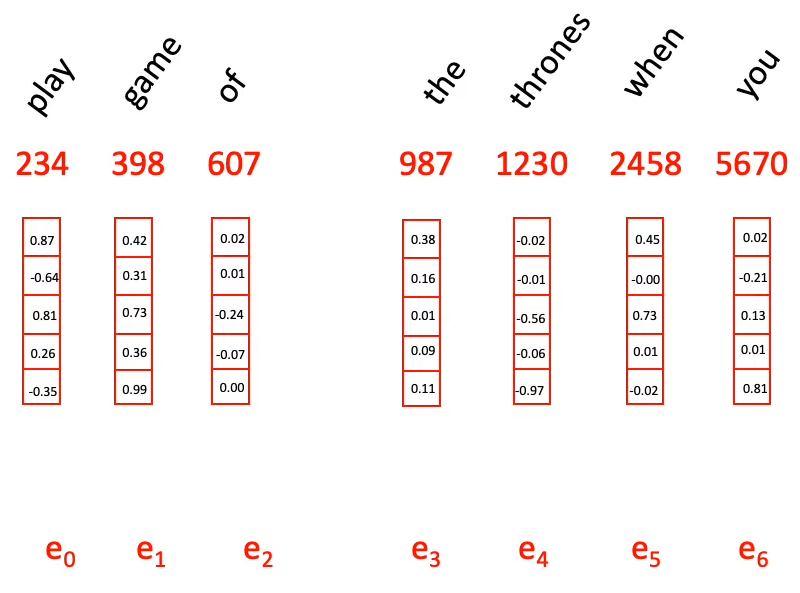 play game of the thrones when you
234 398 607 987 1230 2458 5670
0.87 0.42 0.02 0.38 -0.02 0.45 0.02
-0.64 0.31 0.01 0.16 -0.01 -0.00 -0.21
0.81 0.73 -0.24 0.01 -0.56 0.73 0.13
0.26 0.36 -0.07 0.09 -0.06 0.01 0.01
-0.35 0.99 0.00 0.11 -0.97 -0.02 0.81
e₀ e₁ e₂ e₃ e₄ e₅ e₆